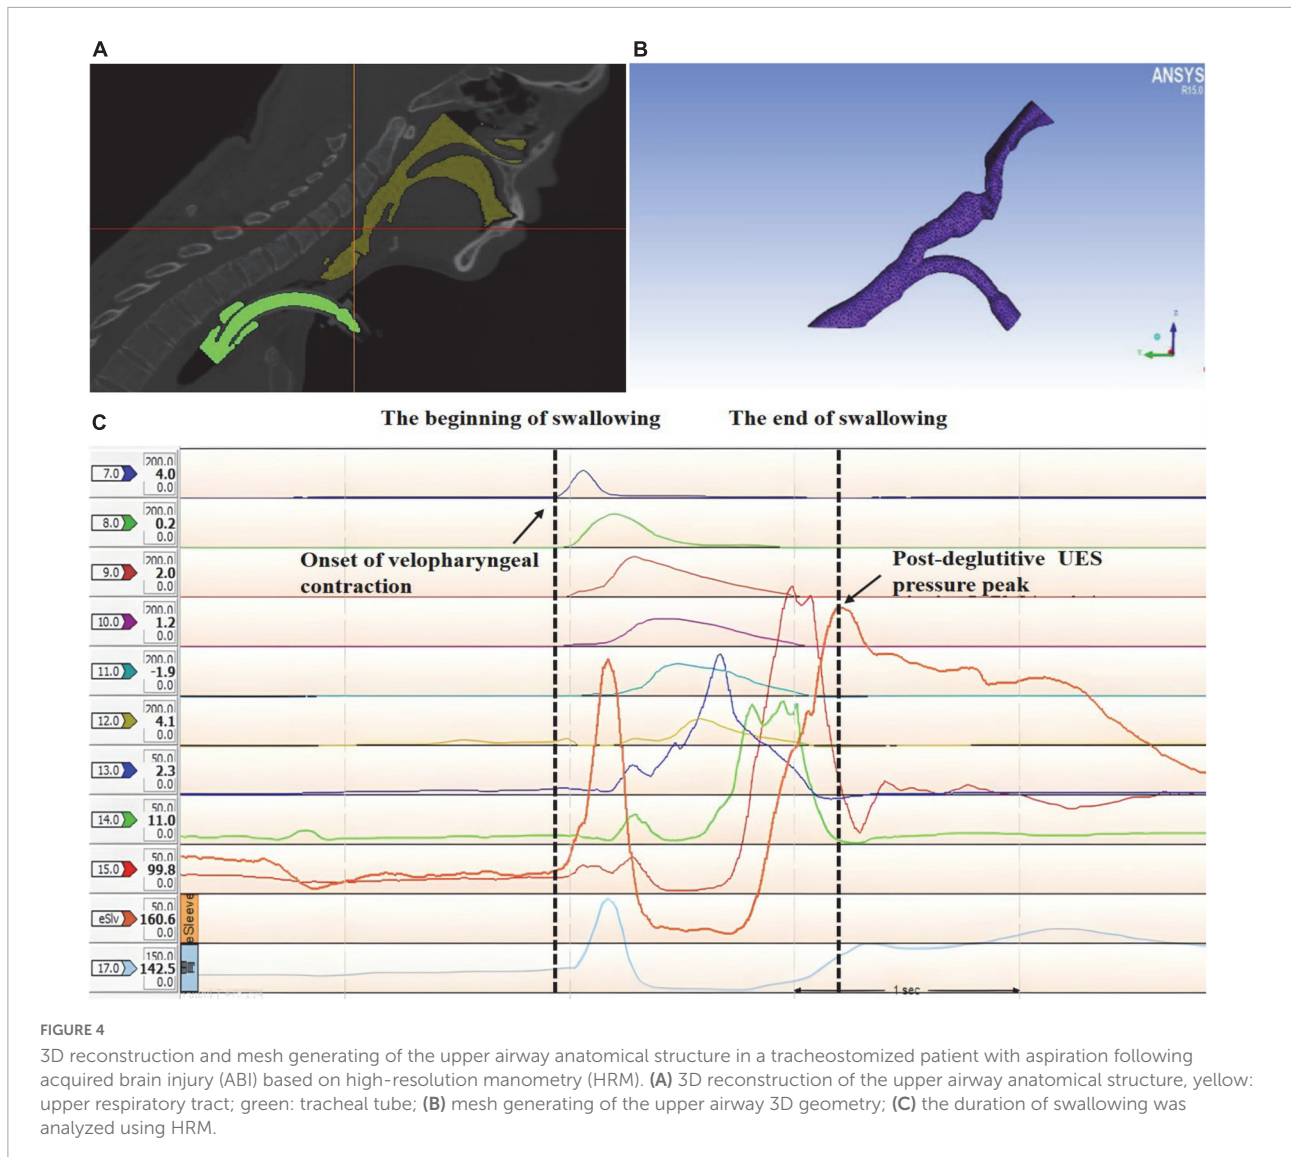 A
B
ANSYS
R15.0
Z
Y
C
The beginning of swallowing
The end of swallowing
7.0
200.0
4.0
0.0
8.0
200.0
0.2
0.0
9.0
200.0
2.0
0.0
10.0
200.0
1.2
0.0
11.0
200.0
-1.9
0.0
12.0
200.0
4.1
0.0
13.0
50.0
2.3
0.0
14.0
50.0
11.0
0.0
15.0
50.0
99.8
0.0
eSlv
50.0
160.6
0.0
eSleeve
17.0
150.0
142.5
0.0
Onset of velopharyngeal
contraction
Post-deglutitive UES
pressure peak
1 sec
FIGURE 4
3D reconstruction and mesh generating of the upper airway anatomical structure in a tracheostomized patient with aspiration following
acquired brain injury (ABI) based on high-resolution manometry (HRM). (A) 3D reconstruction of the upper airway anatomical structure, yellow:
upper respiratory tract; green: tracheal tube; (B) mesh generating of the upper airway 3D geometry; (C) the duration of swallowing was
analyzed using HRM.